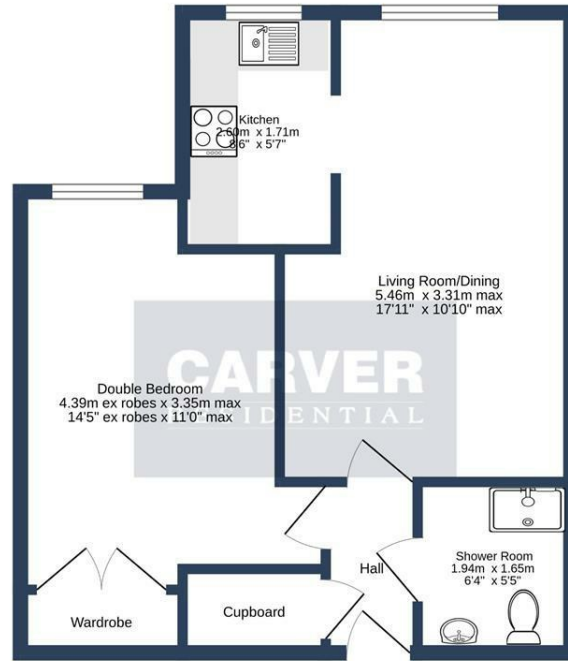 Kitchen
2.60m x 1.71m
8'6" x 5'7"
Living Room/Dining
5.46m x 3.31m max
17'11" x 10'10" max
CARVER
RESIDENTIAL
Double Bedroom
4.39m ex robes x 3.35m max
14'5" ex robes x 11'0" max
Shower Room
1.94m x 1.65m
6'4" x 5'5"
Hall
Cupboard
Wardrobe